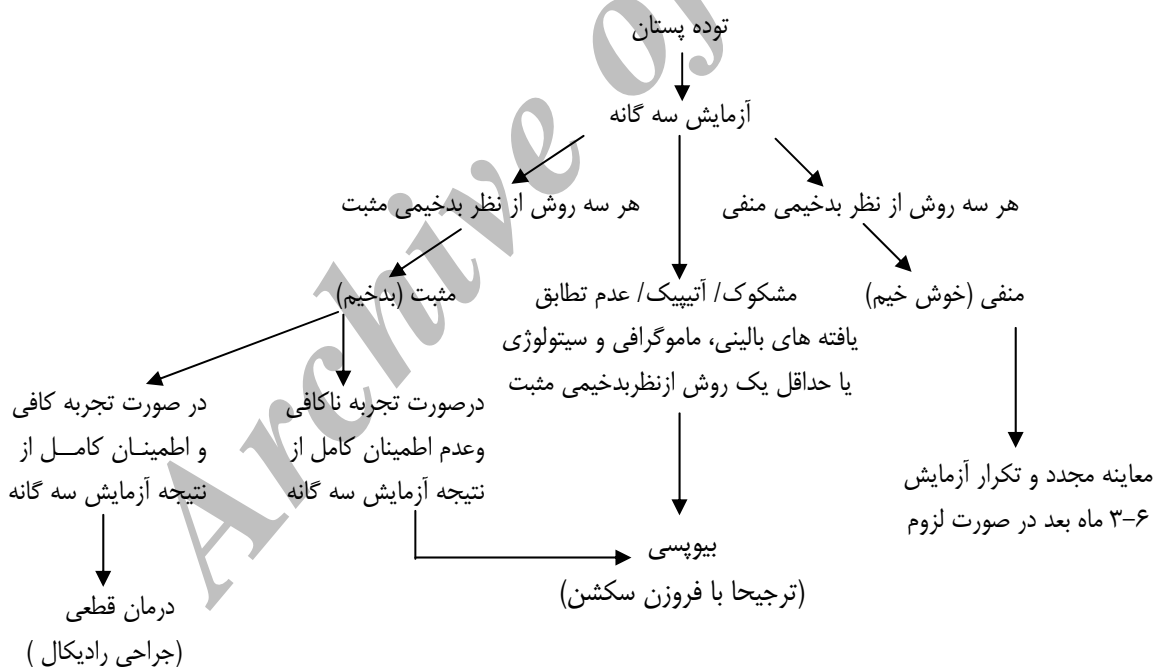 توده پستان
آزمایش سه گانه
هر سه روش از نظر بدخیمی منفی
هر سه روش از نظر بدخیمی مثبت
منفی (خوش خیم)
مشکوک/ آتیپیک/ عدم تطابق
یافته های بالینی، ماموگرافی و سیتولوژی
یا حداقل یک روش ازنظربدخیمی مثبت
مثبت (بدخیم)
درصورت تجربه ناکافی
وعدم اطمینان کامل از
نتیجه آزمایش سه گانه
در صورت تجربه کافی
و اطمینـان کامــل از
نتیجه آزمایش سه گانه
معاینه مجدد و تکرار آزمایش
۳-۶ ماه بعد در صورت لزوم
بیوپسی
(ترجیحا با فروزن سکشن)
درمان قطعی
(جراحی رادیکال )
Archive of